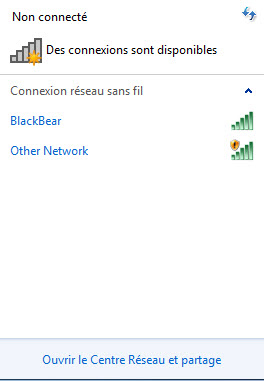 Non connecté
Des connexions sont disponibles
Connexion réseau sans fil
BlackBear
Other Network
Ouvrir le Centre Réseau et partage